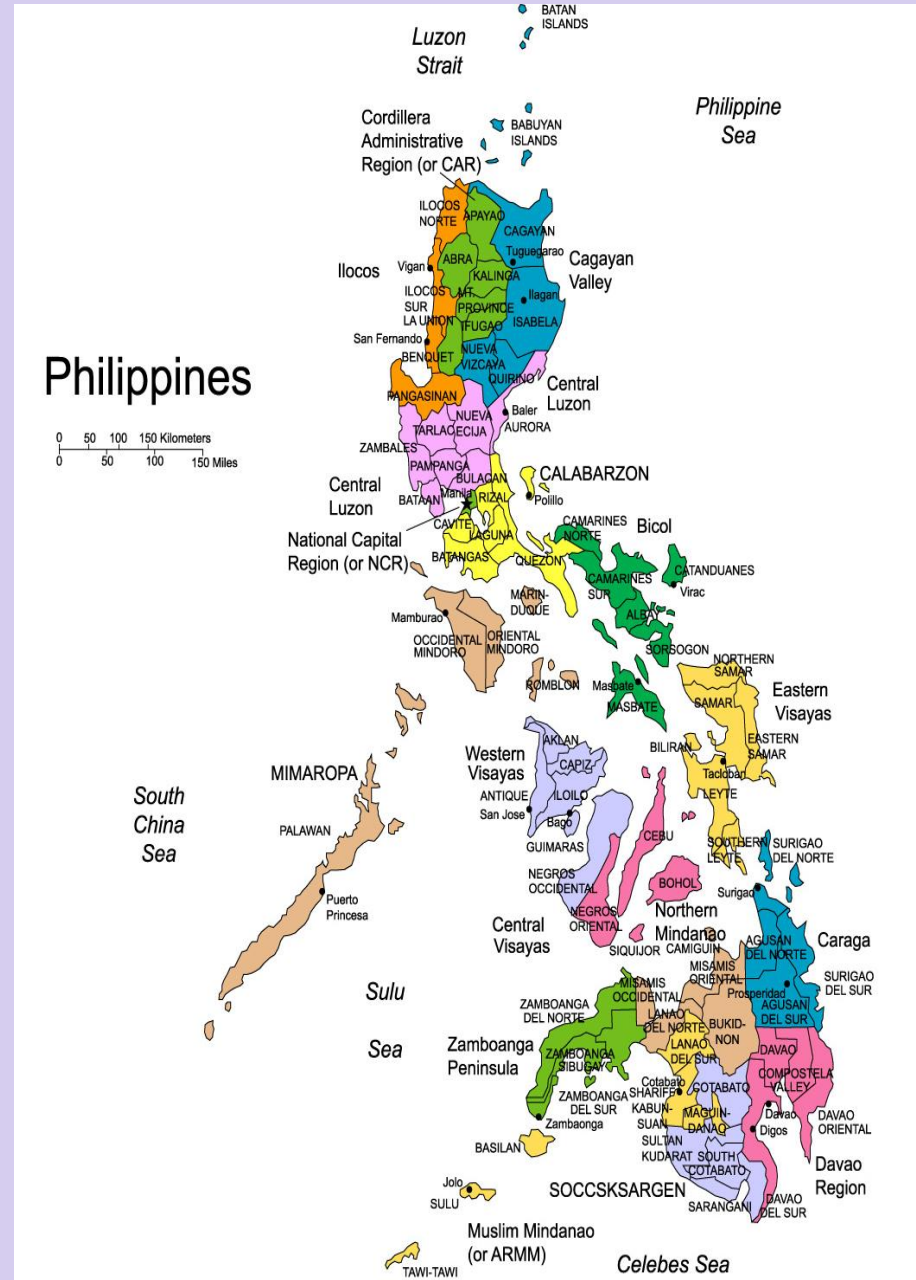 BATAN
ISLANDS
Luzon
Strait
Philippine
Sea
BABUYAN
ISLANDS
Cordillera
Administrative
Region (or CAR)
ILOCOS
NORTE
APAYAO
CAGAYAN
Tuguegarao
Cagayan
Valley
Ilocos
Vigan
ABRA
KALINGA
ILOCOS
SUR
MT.
PROVINCE
Ilagan
ISABELA
LA UNION
IFUGAO
San Fernando
BENQUET
NUEVA
VIZCAYA
QUIRINO
Philippines
PANGASINAN
Central
Luzon
0 50 100 150 Kilometers
0 50 100 150 Miles
TARLAC
NUEVA
ECIJA
Baler
AURORA
ZAMBALES
PAMPANGA
BULACAN
CALABARZON
Central
Luzon
BATAAN
Manila
RIZAL
Polillo
National Capital
Region (or NCR)
CAVITE
LAGUNA
BATANGAS
QUEZON
CAMARINES
NORTE
Bicol
CATANDUANES
Virac
CAMARINES
SUR
ALBAY
SORSOGON
MARIN-
DUQUE
Mamburao
OCCIDENTAL
MINDORO
ORIENTAL
MINDORO
ROMBLON
Masbate
MASBATE
NORTHERN
SAMAR
SAMAR
Eastern
Visayas
EASTERN
SAMAR
BILIRAN
Tacloban
LEYTE
SOUTHERN
LEYTE
Western
Visayas
AKLAN
CAPIZ
ANTIQUE
ILOILO
San Jose
Bago
GUIMARAS
MIMAROPA
South
China
Sea
PALAWAN
Puerto
Princesa
CEBU
NEGROS
OCCIDENTAL
BOHOL
NEGROS
ORIENTAL
Central
Visayas
SIQUIJOR
SURIGAO
DEL NORTE
Surigao
Northern
Mindanao
CAMIGUIN
AGUSAN
DEL NORTE
Caraga
MISAMIS
ORIENTAL
SURIGAO
DEL SUR
Prosperidad
AGUSAN
DEL SUR
Sulu
Sea
MISAMIS
OCCIDENTAL
ZAMBOANGA
DEL NORTE
LANAO
DEL NORTE
BUKID-
NON
Zamboanga
Peninsula
LANAO
DEL SUR
ZAMBOANGA
SIBUGAY
DAVAO
COMPOSTELA
VALLEY
Cotabato
COTABATO
SHARIFF
KABUN-
SUAN
ZAMBOANGA
DEL SUR
MAGUIN-
DANAO
Zambaonga
Davao
Digos
DAVAO
ORIENTAL
BASILAN
SULTAN
KUDARAT
SOUTH
COTABATO
Davao
Region
Jolo
SULU
SOCCSKSARGEN
SARANGANI
DAVAO
DEL SUR
Muslim Mindanao
(or ARMM)
TAWI-TAWI
Celebes Sea